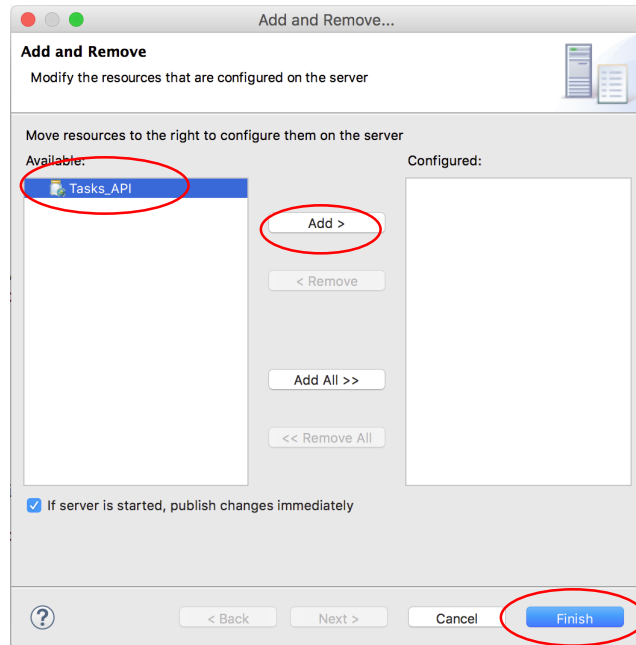 Add and Remove...
Add and Remove
Modify the resources that are configured on the server
Move resources to the right to configure them on the server
Available:
Configured:
Tasks_API
Add >
< Remove
Add All >>
<< Remove All
If server is started, publish changes immediately
?
< Back
Next >
Cancel
Finish